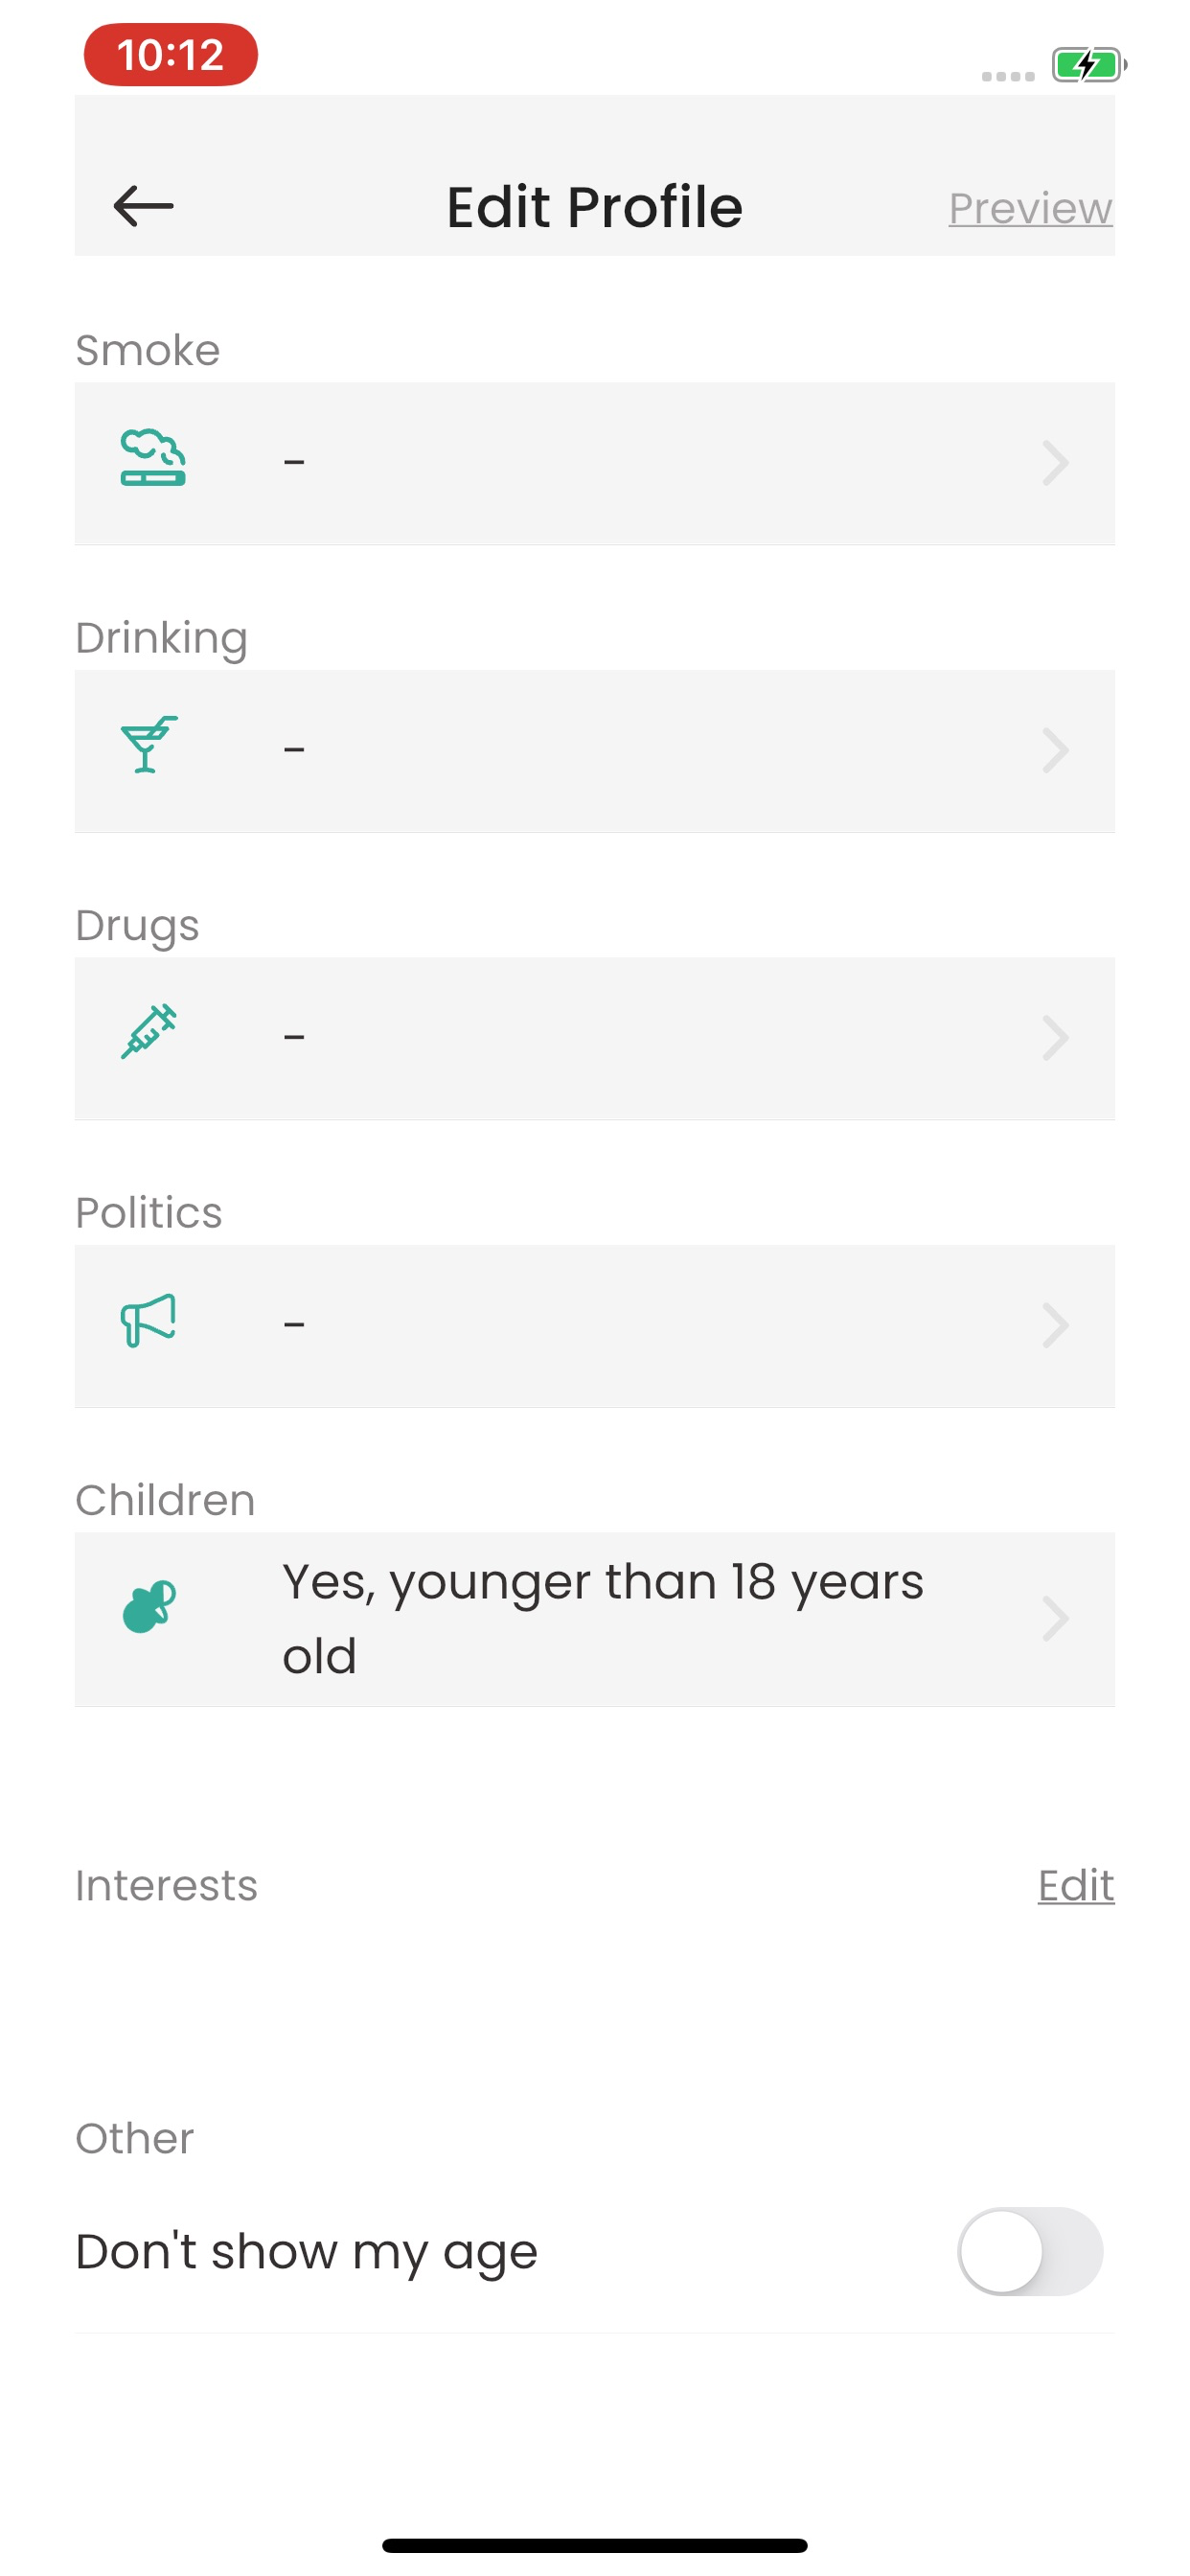 10:12
Edit Profile
Preview
Smoke
-
Drinking
-
Drugs
-
Politics
-
Children
Yes, younger than 18 years
old
Interests
Edit
Other
Don't show my age